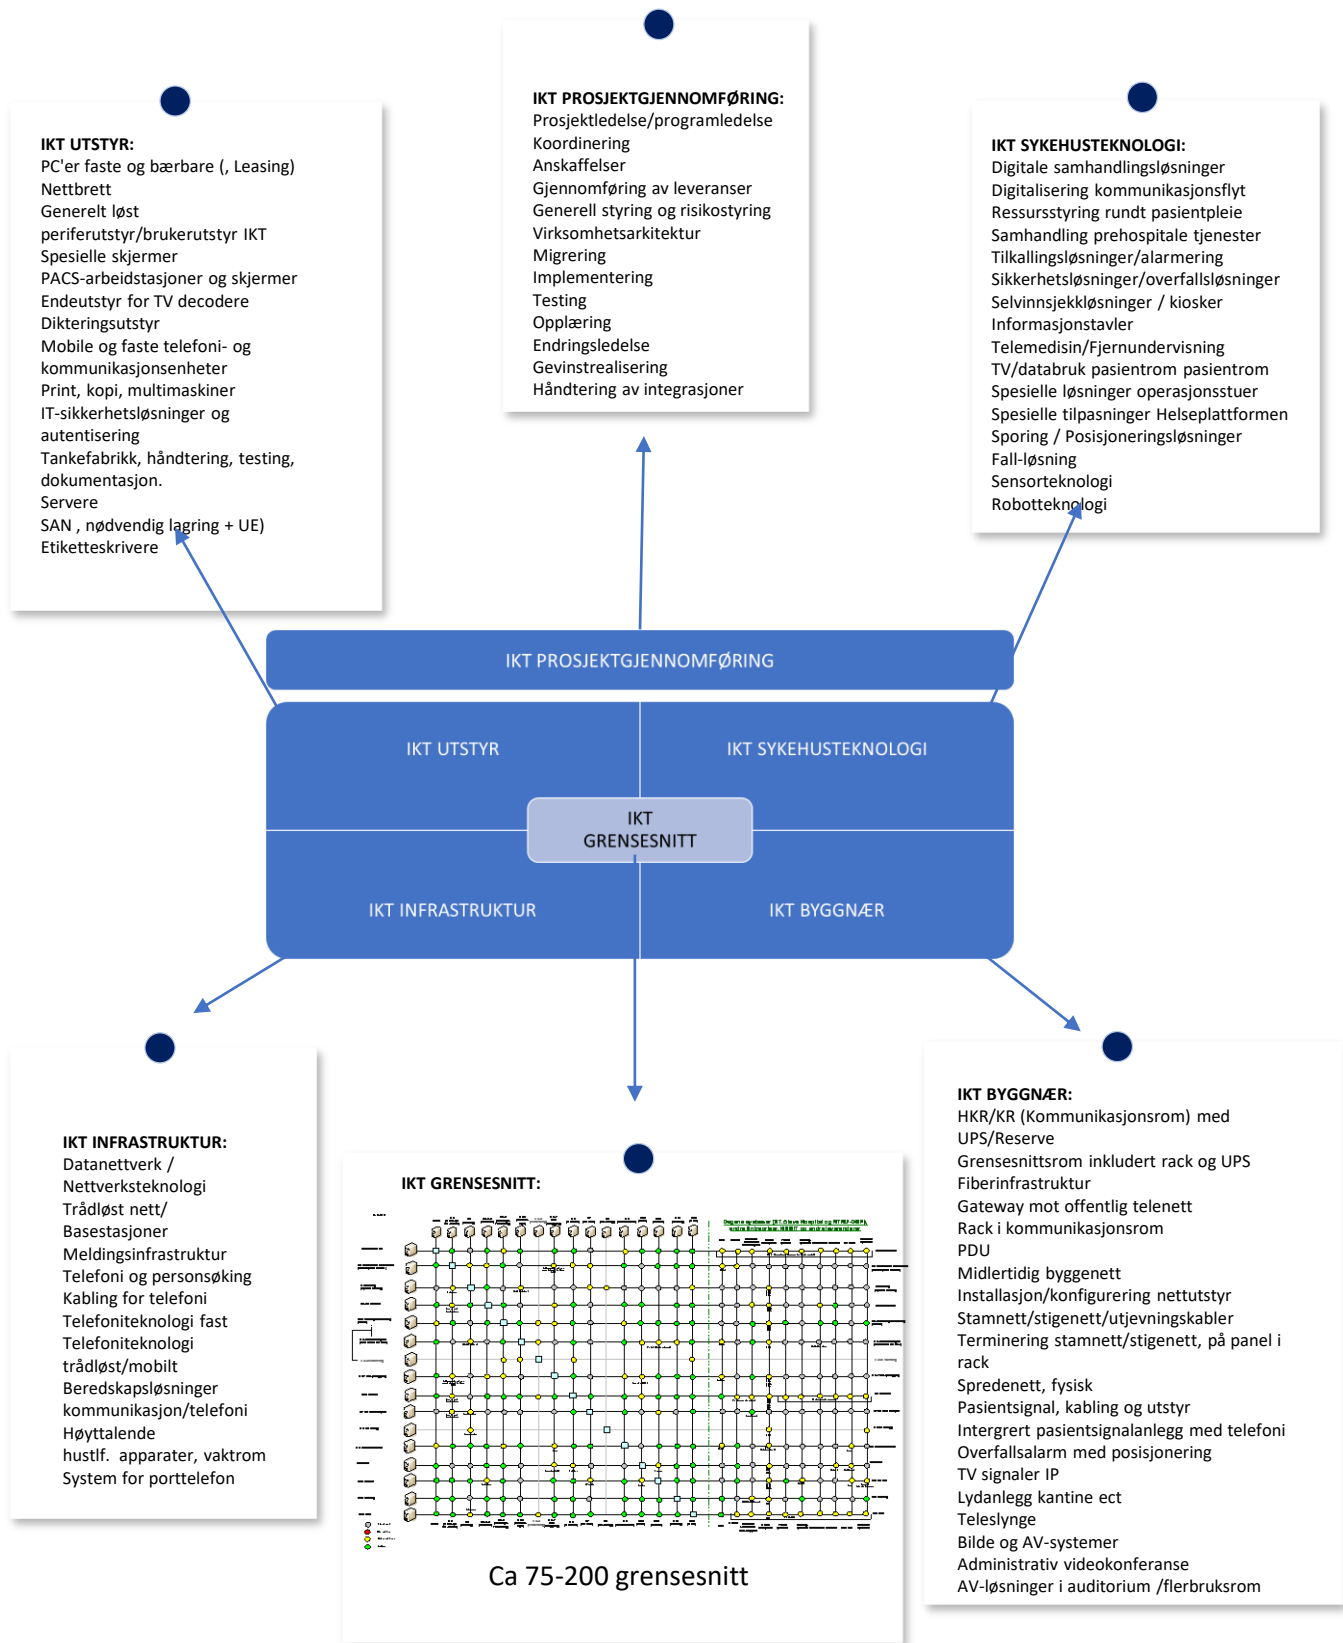 IKT PROSJEKTGJENNOMFØRING:
Prosjektledelse/programledelse
Koordinering
Anskaffelser
Gjennomføring av leveranser
Generell styring og risikostyring
Virksomhetsarkitektur
Migrering
Implementering
Testing
Opplæring
Endringsledelse
Gevinstrealisering
Håndtering av integrasjoner
IKT UTSTYR:
PC'er faste og bærbare (, Leasing)
Nettbrett
Generelt løst
periferutstyr/brukerutstyr IKT
Spesielle skjermer
PACS-arbeidstasjoner og skjermer
Endeutstyr for TV decodere
Dikteringsutstyr
Mobile og faste telefoni- og
kommunikasjonsenheter
Print, kopi, multimaskiner
IT-sikkerhetsløsninger og
autentisering
Tankefabrikk, håndtering, testing,
dokumentasjon.
Servere
SAN , nødvendig lagring + UE)
Etiketteskrivere
IKT SYKEHUSTEKNOLOGI:
Digitale samhandlingsløsninger
Digitalisering kommunikasjonsflyt
Ressursstyring rundt pasientpleie
Samhandling prehospitale tjenester
Tilkallingsløsninger/alarmering
Sikkerhetsløsninger/overfallsløsninger
Selvinnsjekkløsninger / kiosker
Informasjonstavler
Telemedisin/Fjernundervisning
TV/databruk pasientrom pasientrom
Spesielle løsninger operasjonsstuer
Spesielle tilpasninger Helseplattformen
Sporing / Posisjoneringsløsninger
Fall-løsning
Sensorteknologi
Robotteknologi
IKT PROSJEKTGJENNOMFØRING
IKT UTSTYR
IKT SYKEHUSTEKNOLOGI
IKT
GRENSESNITT
IKT INFRASTRUKTUR
IKT BYGGNÆR
IKT INFRASTRUKTUR:
Datanettverk /
Nettverksteknologi
Trådløst nett/
Basestasjoner
Meldingsinfrastruktur
Telefoni og personsøking
Kabling for telefoni
Telefoniteknologi fast
Telefoniteknologi
trådløst/mobilt
Beredskapsløsninger
kommunikasjon/telefoni
Høyttalende
hustlf. apparater, vaktrom
System for porttelefon
IKT GRENSESNITT:
Ca 75-200 grensesnitt
IKT BYGGNÆR:
HKR/KR (Kommunikasjonsrom) med
UPS/Reserve
Grensesnittsrom inkludert rack og UPS
Fiberinfrastruktur
Gateway mot offentlig telenett
Rack i kommunikasjonsrom
PDU
Midlertidig byggenett
Installasjon/konfigurering nettutstyr
Stamnett/stigenett/utjevningskabler
Terminering stamnett/stigenett, på panel i
rack
Spredenett, fysisk
Pasientsignal, kabling og utstyr
Intergrert pasientsignalanlegg med telefoni
Overfallsalarm med posisjonering
TV signaler IP
Lydanlegg kantine ect
Teleslynge
Bilde og AV-systemer
Administrativ videokonferanse
AV-løsninger i auditorium /flerbruksrom